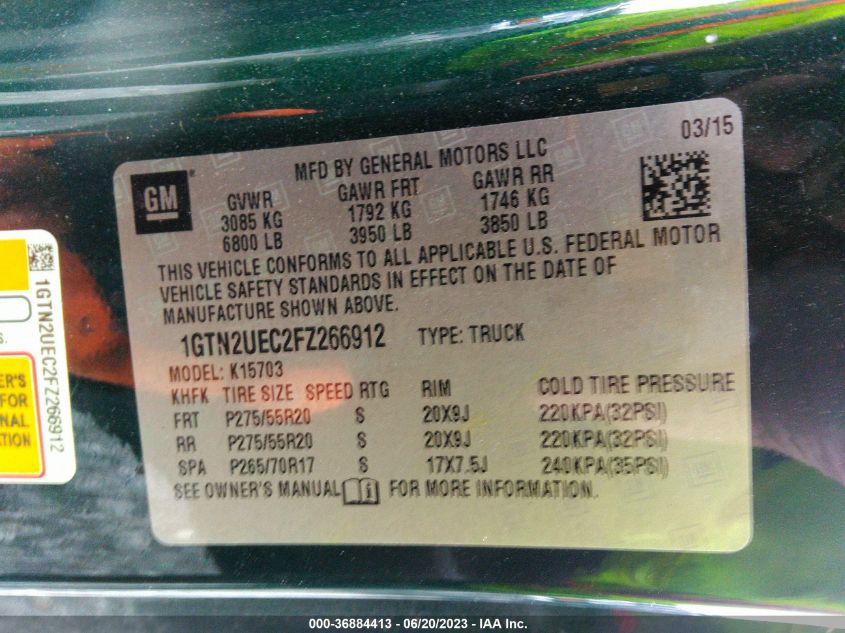 03/15
GM
MFD BY GENERAL MOTORS LLC
GVWR GAWR FRT GAWR RR
3085 KG 1792 KG 1746 KG
6800 LB 3950 LB 3850 LB
THIS VEHICLE CONFORMS TO ALL APPLICABLE U.S. FEDERAL MOTOR
VEHICLE SAFETY STANDARDS IN EFFECT ON THE DATE OF
MANUFACTURE SHOWN ABOVE.
1GTN2UEC2FZ266912 TYPE: TRUCK
MODEL: K15703
KHFK TIRE SIZE SPEED RTG RIM COLD TIRE PRESSURE
FRT P275/55R20 S 20X9J 220KPA(32PSI)
RR P275/55R20 S 20X9J 220KPA(32PSI)
SPA P265/70R17 S 17X7.5J 240KPA(35PSI)
SEE OWNER'S MANUAL FOR MORE INFORMATION.
1GTN2UEC2FZ266912
S.
ER'S
FOR
NAL
ATION
000-36884413 - 06/20/2023 - IAA Inc.